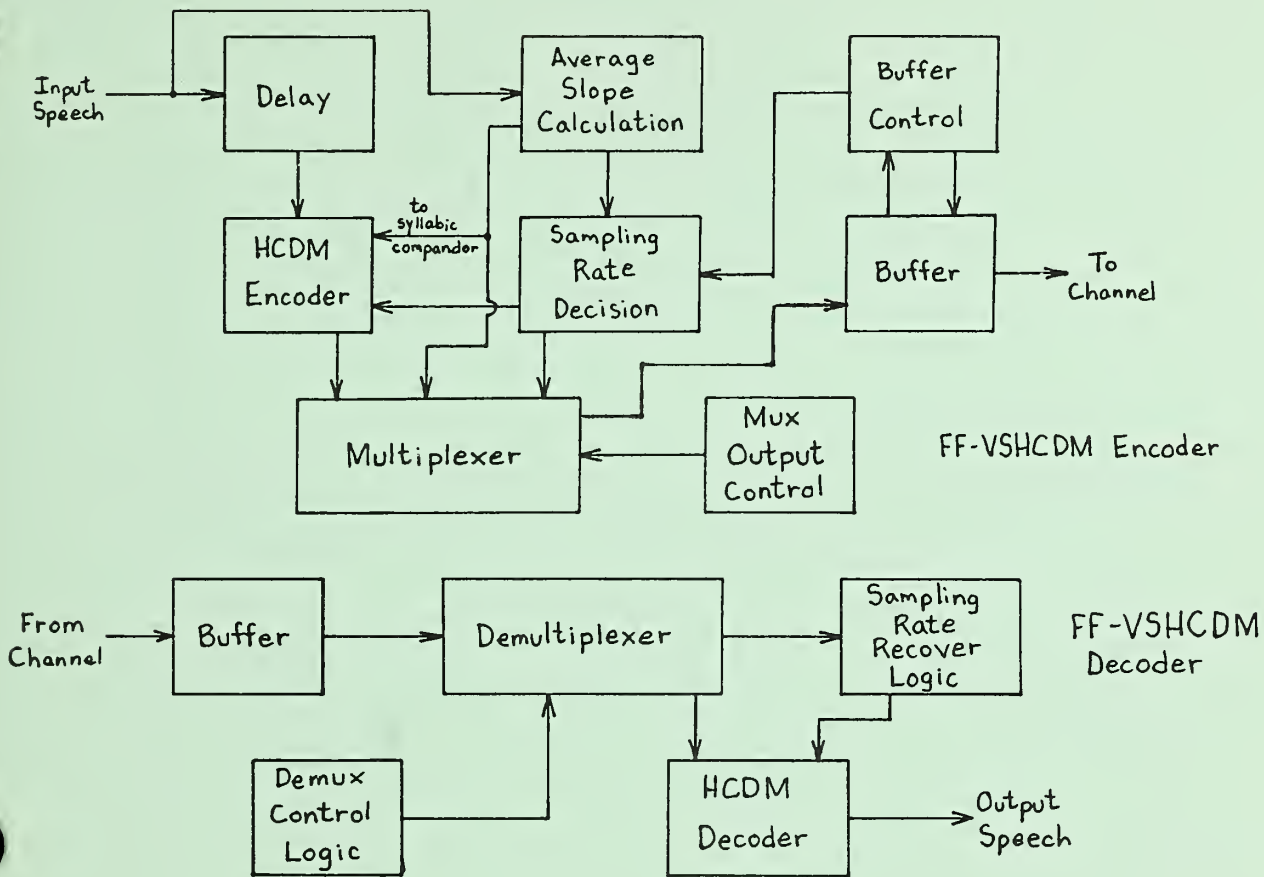 Input
Speech
Delay
Average
Slope
Calculation
Buffer
Control
to
syllabic
compandor
HCDM
Encoder
Sampling
Rate
Decision
Buffer
To
Channel
Multiplexer
Mux
Output
Control
FF-VSHCDM Encoder
From
Channel
Buffer
Demultiplexer
Sampling
Rate
Recover
Logic
FF-VSHCDM
Decoder
Demux
Control
Logic
HCDM
Decoder
Output
Speech